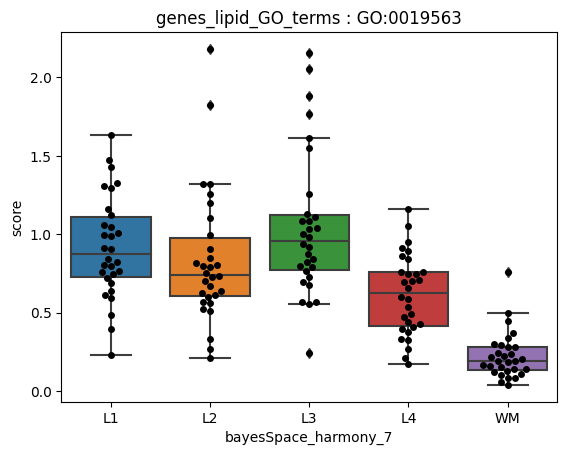 genes_lipid_GO_terms : GO:0019563
2.0
1.5
1.0
0.5
0.0
score
L1 L2 L3 L4 WM
bayesSpace_harmony_7